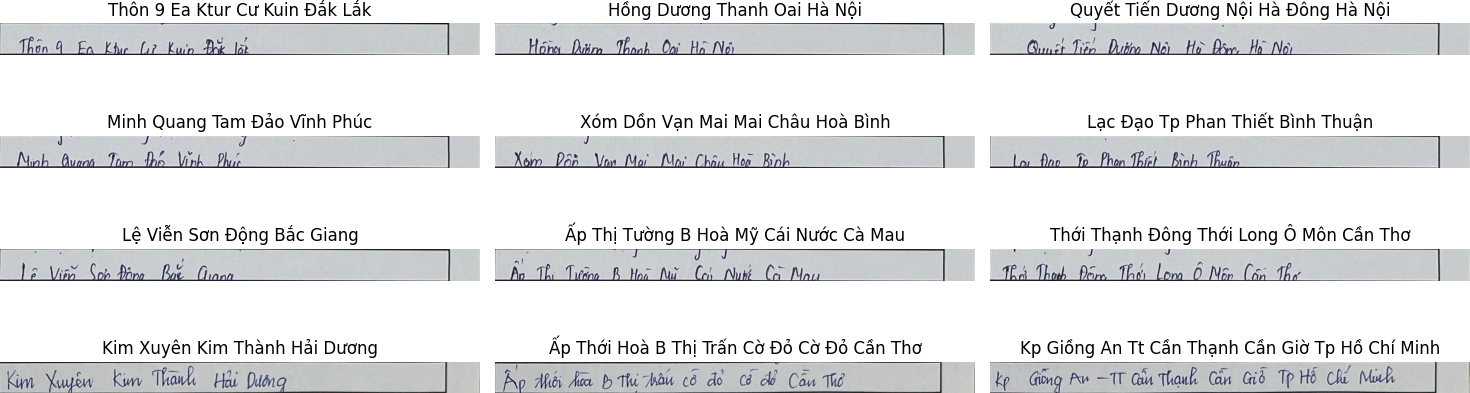 Thôn 9 Ea Ktur Cư Kuin Đắk Lắk
Hồng Dương Thanh Oai Hà Nội
Quyết Tiến Dương Nội Hà Đông Hà Nội
Thôn 9 Ea Ktur Cư Kuin Đắk lắk
Hồng Dương Thanh Oai Hà Nội
Quyết Tiến Dương Nội Hà Đông, Hà Nội
Minh Quang Tam Đảo Vĩnh Phúc
Xóm Dồn Vạn Mai Mai Châu Hoà Bình
Lạc Đạo Tp Phan Thiết Bình Thuận
Minh Quang Tam Đảo Vĩnh Phúc
Xóm Dồn Vạn Mai Mai Châu Hoà Bình
Lạc Đạo Tp Phan Thiết Bình Thuận
Lệ Viễn Sơn Động Bắc Giang
Ấp Thị Tường B Hoà Mỹ Cái Nước Cà Mau
Thới Thạnh Đông Thới Long Ô Môn Cần Thơ
Lệ Viễn Sơn Động Bắc Giang
Ấp Thị Tường B Hoà Mỹ Cái Nước Cà Mau
Thới Thạnh Đông Thới Long Ô Môn Cần Thơ
Kim Xuyên Kim Thành Hải Dương
Ấp Thới Hoà B Thị Trấn Cờ Đỏ Cờ Đỏ Cần Thơ
Kp Giồng An Tt Cần Thạnh Cần Giờ Tp Hồ Chí Minh
Kim Xuyên Kim Thành Hải Dương
Ấp thới hòa B Thị trấn cờ đỏ cờ đỏ Cần Thơ
Kp Giồng An - TT Cần Thạnh Cần Giờ Tp Hồ Chí Minh